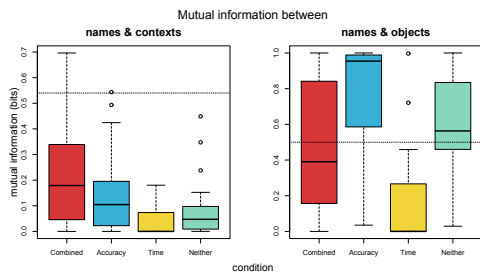 Mutual information between
names & contexts
names & objects
mutual information (bits)
0.7
0.6
0.5
0.4
0.3
0.2
0.1
0.0
Combined Accuracy Time Neither
1.0
0.8
0.6
0.4
0.2
0.0
Combined Accuracy Time Neither
condition